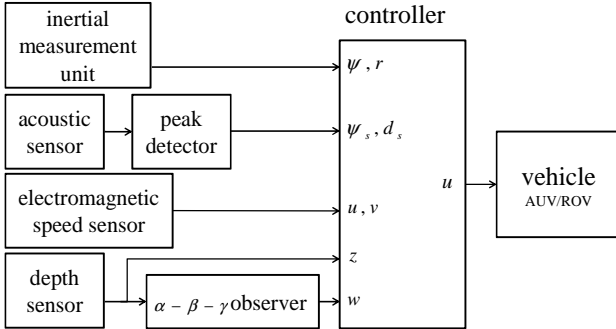 controller
inertial
measurement
unit
ψ, r
acoustic
sensor
peak
detector
ψ_s, d_s
electromagnetic
speed sensor
u, v
depth
sensor
z
α − β − γ observer
w
u
vehicle
AUV/ROV